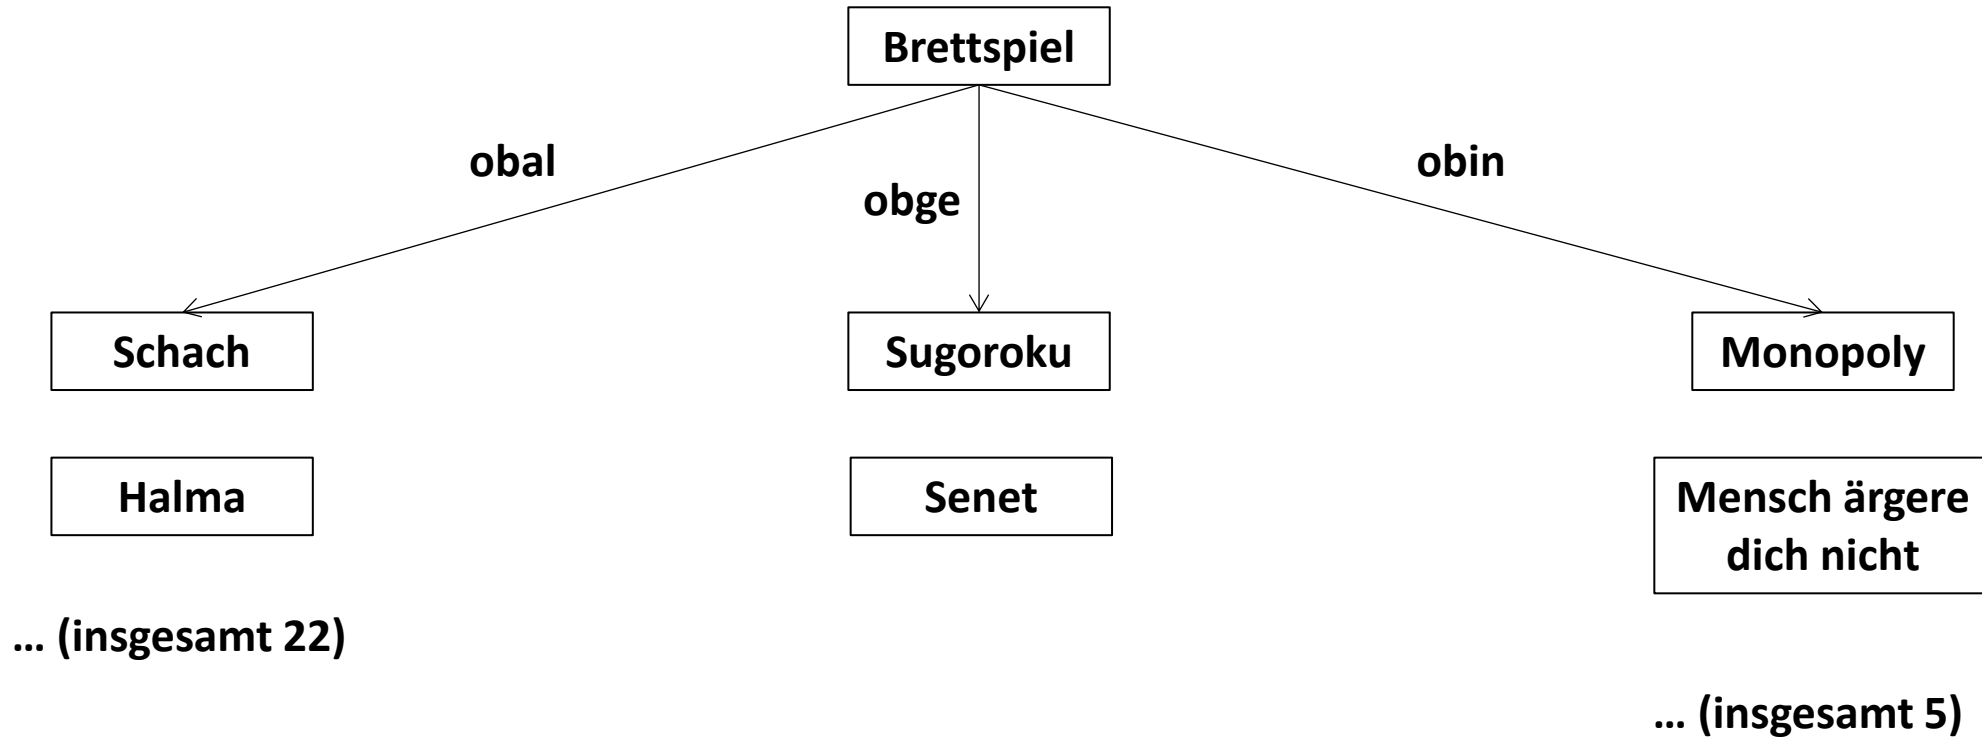 Brettspiel
obal
obge
obin
Schach
Sugoroku
Monopoly
Halma
Senet
Mensch ärgere
dich nicht
... (insgesamt 22)
... (insgesamt 5)